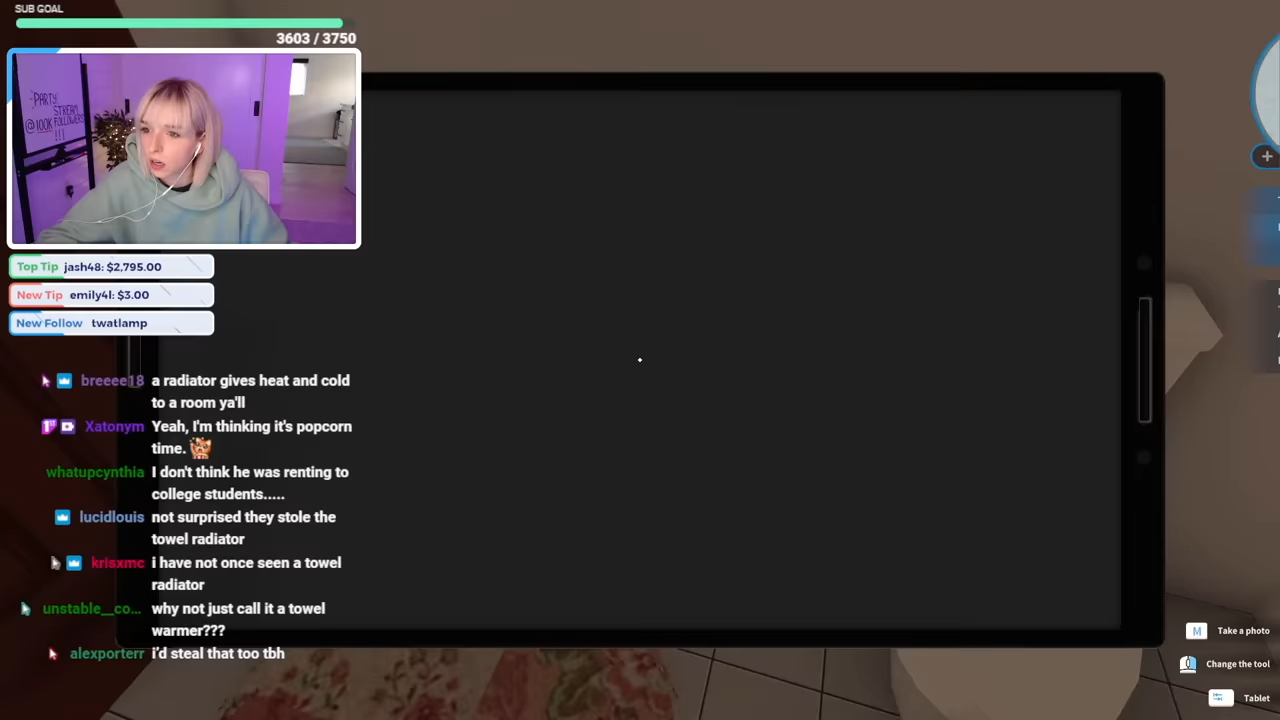 SUB GOAL
3603 / 3750
PARTY
STREAM
@100K FOLLOWERS
!!!
Top Tip jash48: $2,795.00
New Tip emily4l: $3.00
New Follow twatlamp
breeee18 a radiator gives heat and cold
to a room ya'll
Xatonym Yeah, I'm thinking it's popcorn
time.
whatupcynthia I don't think he was renting to
college students.....
lucidlouis not surprised they stole the
towel radiator
krisxmc i have not once seen a towel
radiator
unstable__co... why not just call it a towel
warmer???
alexporterr i'd steal that too tbh
M Take a photo
Change the tool
Tablet